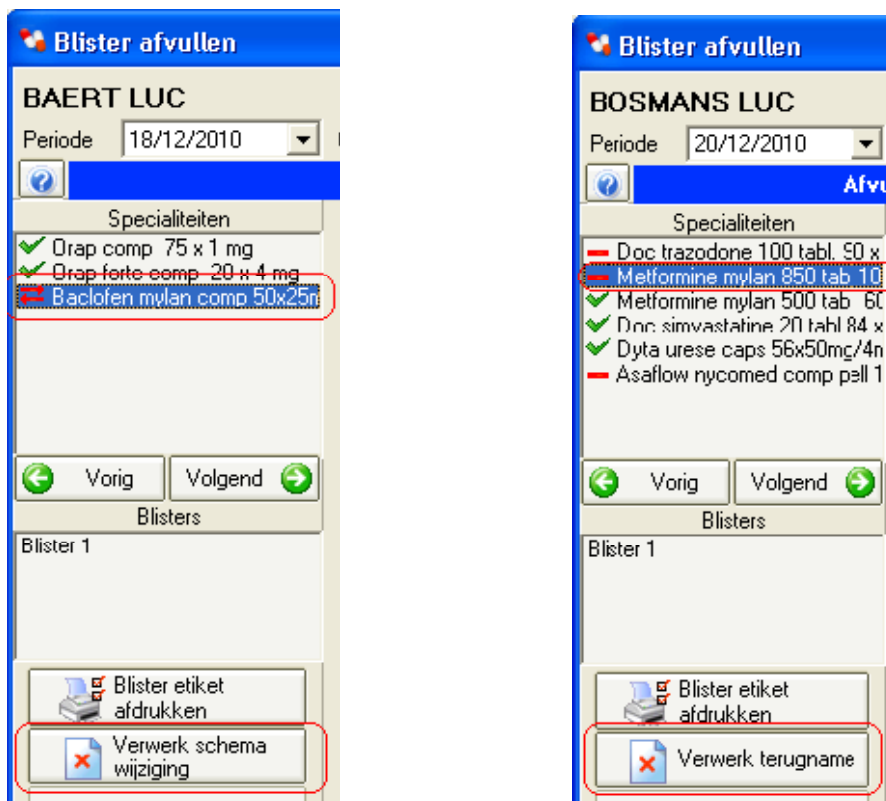 Blister afvullen
BAERT LUC
Periode 18/12/2010
Specialiteiten
Orap comp 75 x 1 mg
Orap forte comp 20 x 4 mg
Baclofen mylan comp 50x25m
Vorig Volgend
Blisters
Blister 1
Blister etiket
afdrukken
Verwerk schema
wijziging
Blister afvullen
BOSMANS LUC
Periode 20/12/2010
Afvu
Specialiteiten
Doc trazodone 100 tabl. 90 x
Metformine mylan 850 tab 10
Metformine mylan 500 tab 60
Doc simvastatine 20 tabl 84 x
Dyta urese caps 56x50mg/4m
Asaflow nycomed comp pell 1
Vorig Volgend
Blisters
Blister 1
Blister etiket
afdrukken
Verwerk terugname